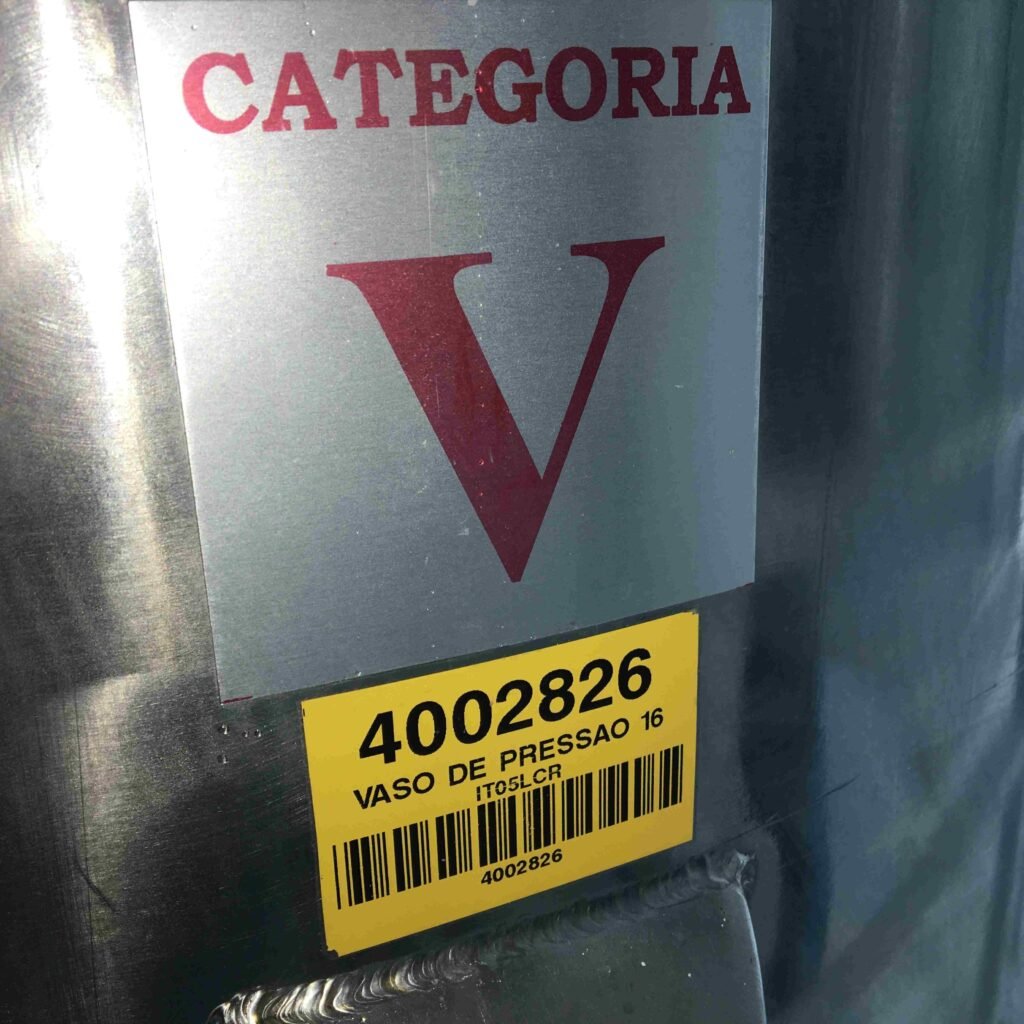 CATEGORIA
V
4002826
VASO DE PRESSAO 16
IT05LCR
4002826